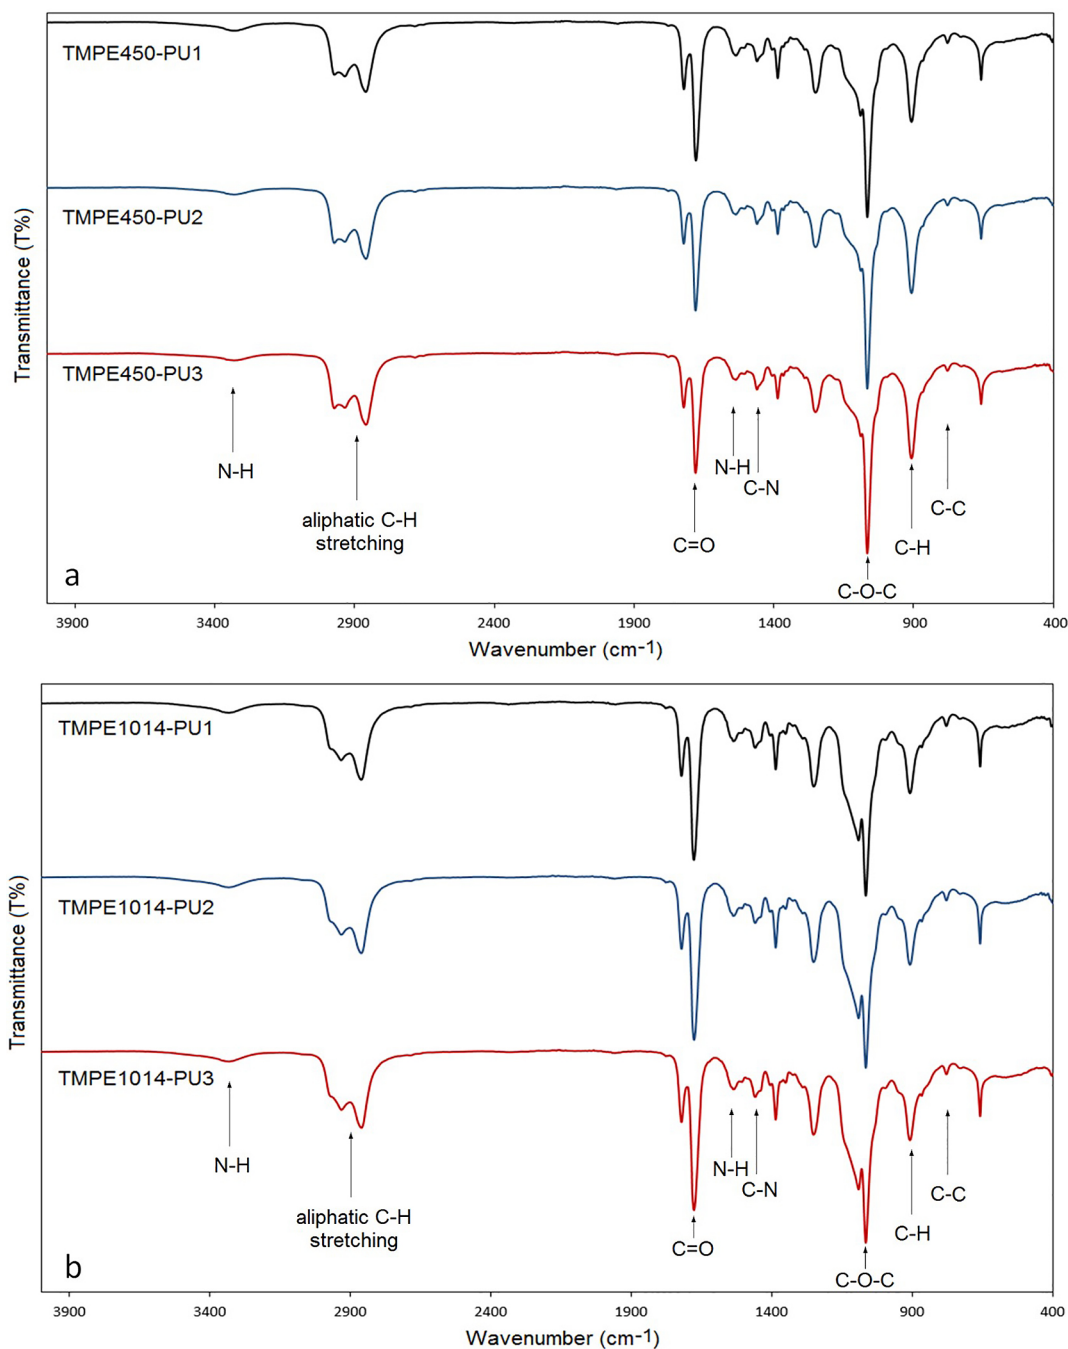 TMPE450-PU1
TMPE450-PU2
Transmittance (T%)
TMPE450-PU3
N-H
N-H
C-N
C-C
aliphatic C-H
stretching
C=O
C-H
a
C-O-C
3900 3400 2900 2400 1900 1400 900 400
Wavenumber (cm-1)
TMPE1014-PU1
TMPE1014-PU2
Transmittance (T%)
TMPE1014-PU3
N-H
N-H
C-N
C-C
aliphatic C-H
stretching
C=O
C-H
b
C-O-C
3900 3400 2900 2400 1900 1400 900 400
Wavenumber (cm-1)